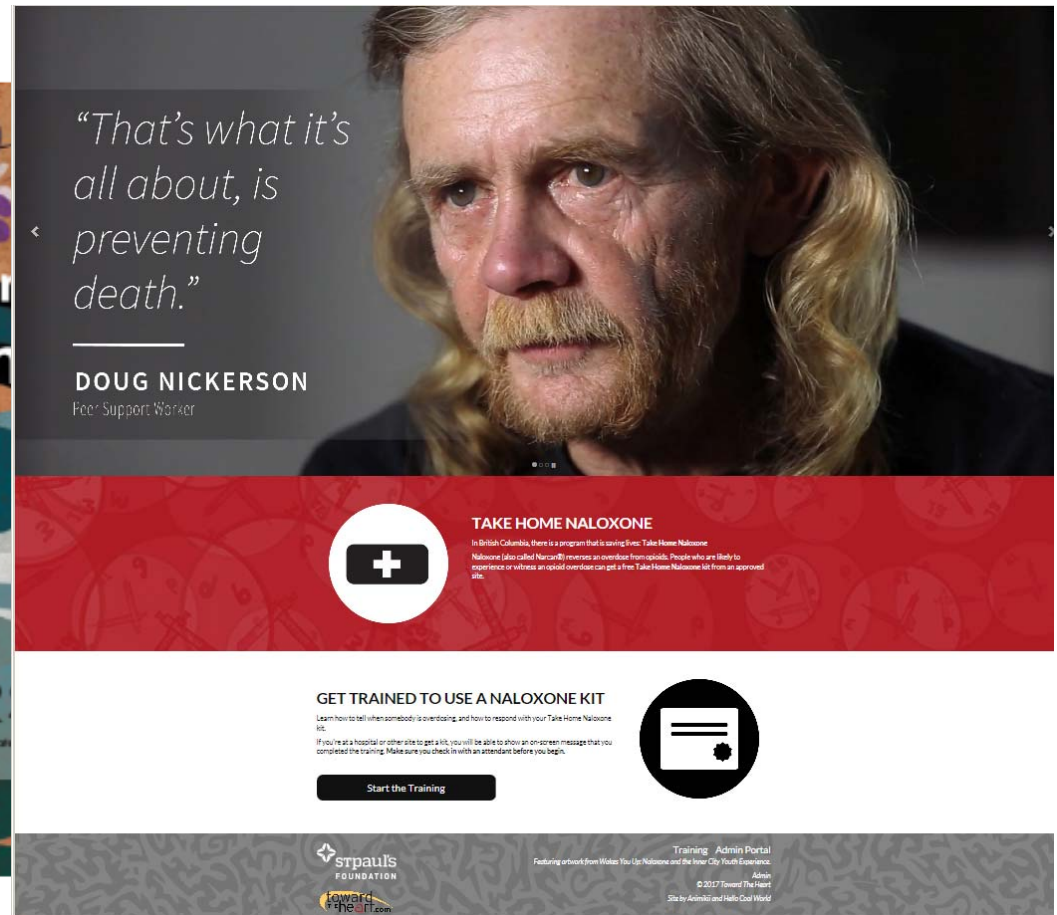 “That’s what it’s
all about, is
preventing
death.”
DOUG NICKERSON
Peer Support Worker
TAKE HOME NALOXONE
In British Columbia, there is a program that is saving lives: Take Home Naloxone
Naloxone (also called Narcan®) reverses an overdose from opioids. People who are likely to
experience or witness an opioid overdose can get a free Take Home Naloxone kit from an approved
site.
GET TRAINED TO USE A NALOXONE KIT
Learn how to tell when somebody is overdosing, and how to respond with your Take Home Naloxone
kit.
If you're at a hospital or other site to get a kit, you will be able to show an on-screen message that you
completed the training. Make sure you check in with an attendant before you begin.
Start the Training
STPAUL'S
FOUNDATION
toward
THEheart.com
Training Admin Portal
Featuring artwork from Wakes You Up: Naloxone and the Inner City Youth Experience.
Admin
© 2017 Toward The Heart
Site by Animikii and Hello Cool World